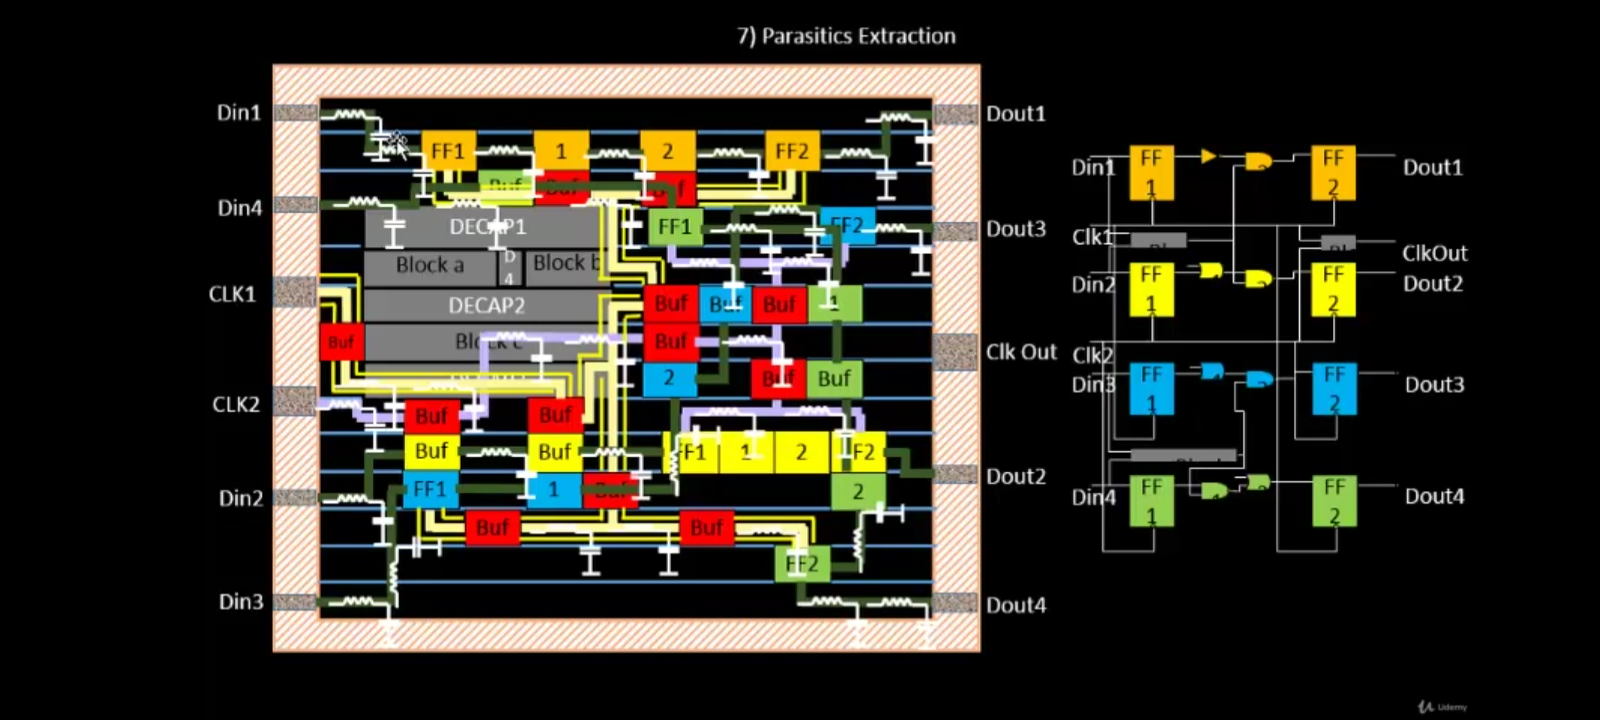 7) Parasitics Extraction
Din1
Dout1
FF1 1 2 FF2
Buf Buf Buf
Din4
DECAP1 FF1 FF2 Dout3
Block a D 4 Block b
CLK1
DECAP2 Buf Buf Buf 1
Buf Block c Buf Clk Out
2 Buf Buf
CLK2
Buf Buf
Buf Buf FF1 1 2 FF2
Dout2
Din2
FF1 1 Buf 2
Buf Buf
FF2
Din3 Dout4
Din1 FF 1 FF 2 Dout1
Clk1 ClkOut
Din2 FF 1 2 FF 2 Dout2
Clk2
Din3 FF 1 FF 2 Dout3
Din4 FF 1 FF 2 Dout4
Udemy